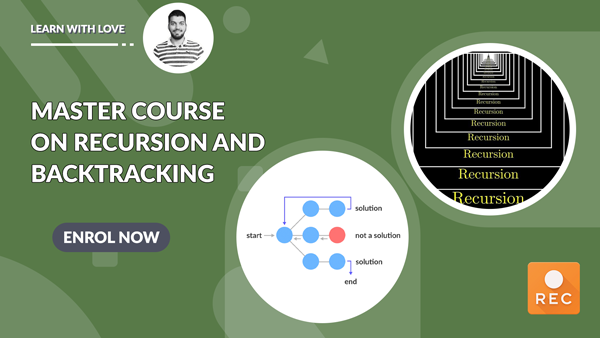 LEARN WITH LOVE
MASTER COURSE
ON RECURSION AND
BACKTRACKING
ENROL NOW
start
solution
not a solution
solution
end
Recursion
Recursion
Recursion
Recursion
Recursion
Recursion
Recursion
Recursion
Recursion
REC